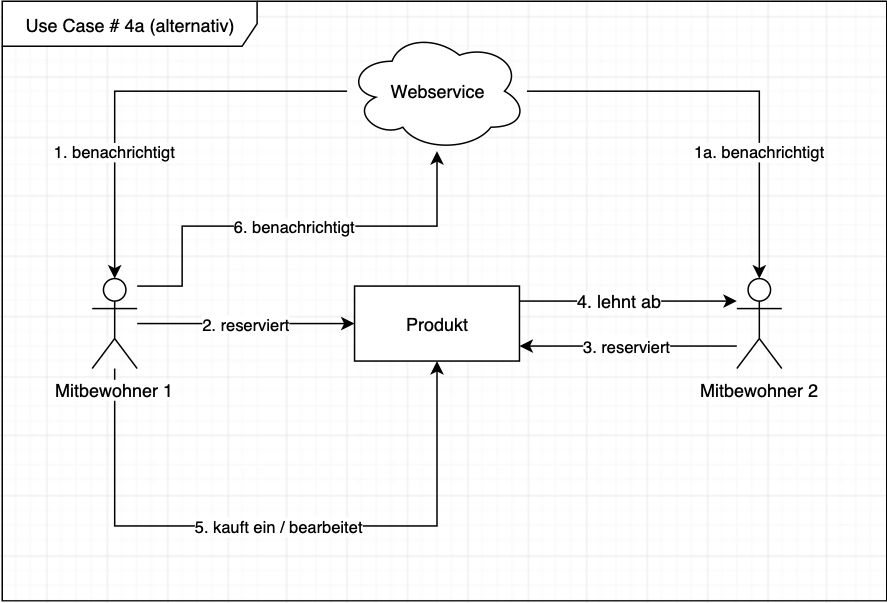 Use Case # 4a (alternativ)
Webservice
1. benachrichtigt
1a. benachrichtigt
6. benachrichtigt
4. lehnt ab
2. reserviert
Produkt
3. reserviert
Mitbewohner 1
Mitbewohner 2
5. kauft ein / bearbeitet